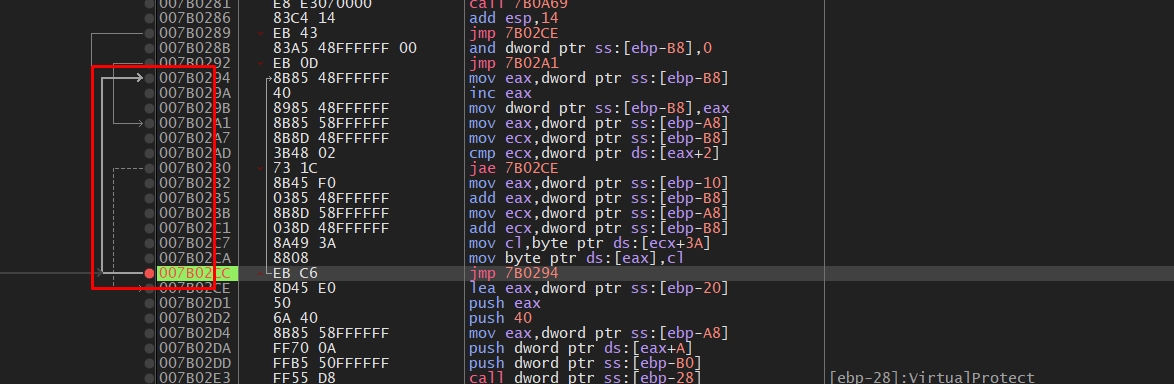 007B0281 E8 E3070000 call 7B0A69
007B0286 83C4 14 add esp,14
007B0289 EB 43 jmp 7B02CE
007B028B 83A5 48FFFFFF 00 and dword ptr ss:[ebp-B8],0
007B0292 EB 0D jmp 7B02A1
007B0294 8B85 48FFFFFF mov eax,dword ptr ss:[ebp-B8]
007B029A 40 inc eax
007B029B 8985 48FFFFFF mov dword ptr ss:[ebp-B8],eax
007B02A1 8B85 58FFFFFF mov eax,dword ptr ss:[ebp-A8]
007B02A7 8B8D 48FFFFFF mov ecx,dword ptr ss:[ebp-B8]
007B02AD 3B48 02 cmp ecx,dword ptr ds:[eax+2]
007B02B0 73 1C jae 7B02CE
007B02B2 8B45 F0 mov eax,dword ptr ss:[ebp-10]
007B02B5 0385 48FFFFFF add eax,dword ptr ss:[ebp-B8]
007B02BB 8B8D 58FFFFFF mov ecx,dword ptr ss:[ebp-A8]
007B02C1 038D 48FFFFFF add ecx,dword ptr ss:[ebp-B8]
007B02C7 8A49 3A mov cl,byte ptr ds:[ecx+3A]
007B02CA 8808 mov byte ptr ds:[eax],cl
007B02CC EB C6 jmp 7B0294
007B02CE 8D45 E0 lea eax,dword ptr ss:[ebp-20]
007B02D1 50 push eax
007B02D2 6A 40 push 40
007B02D4 8B85 58FFFFFF mov eax,dword ptr ss:[ebp-A8]
007B02DA FF70 0A push dword ptr ds:[eax+A]
007B02DD FFB5 50FFFFFF push dword ptr ss:[ebp-B0]
007B02E3 FF55 D8 call dword ptr ss:[ebp-28] [ebp-28]:VirtualProtect